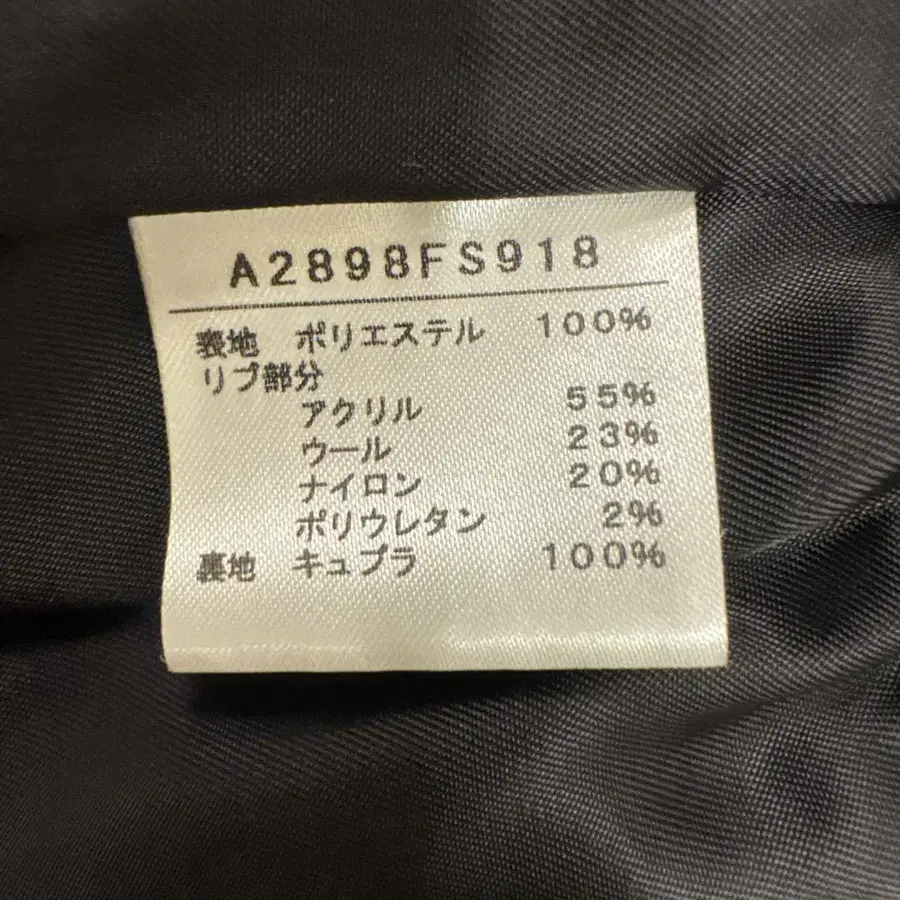 A2898FS918
表地 ポリエステル 100%
リブ部分
アクリル 55%
ウール 23%
ナイロン 20%
ポリウレタン 2%
裏地 キュプラ 100%